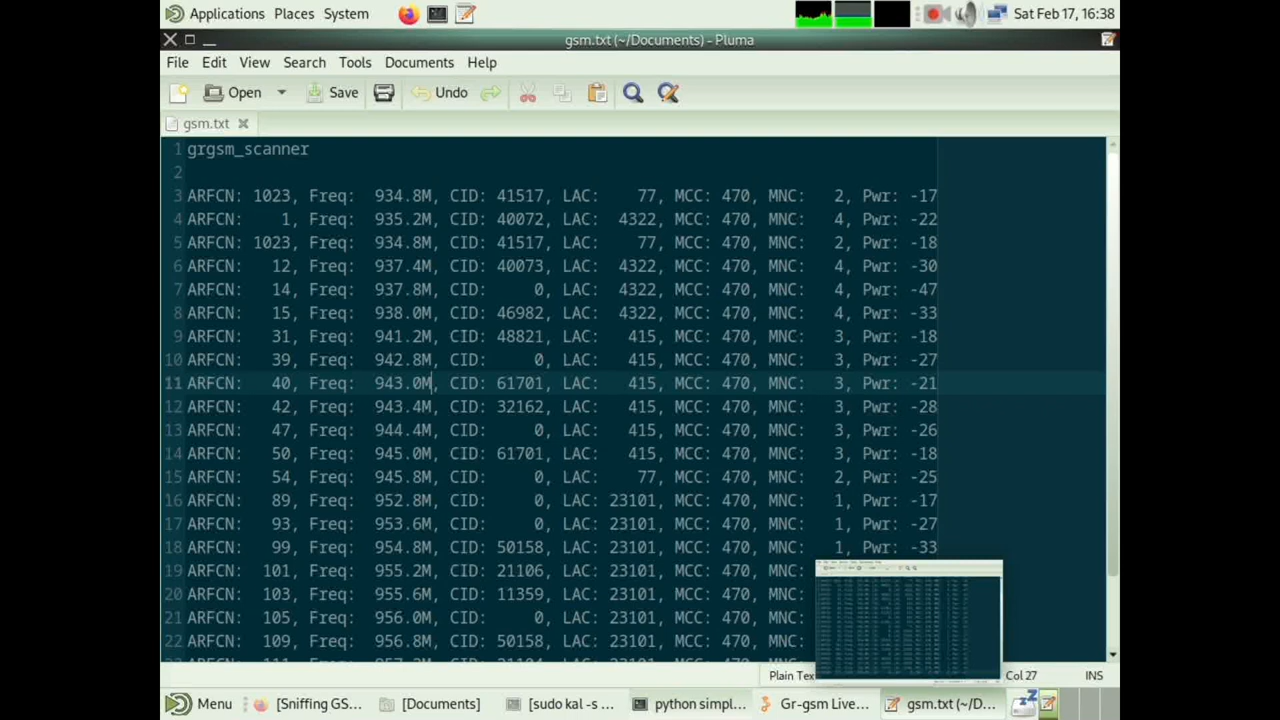 Applications Places System Sat Feb 17, 16:38
gsm.txt (~/Documents) - Pluma
File Edit View Search Tools Documents Help
Open Save Undo
gsm.txt
1 grgsm_scanner
2
3 ARFCN: 1023, Freq: 934.8M, CID: 41517, LAC: 77, MCC: 470, MNC: 2, Pwr: -17
4 ARFCN: 1, Freq: 935.2M, CID: 40072, LAC: 4322, MCC: 470, MNC: 4, Pwr: -22
5 ARFCN: 1023, Freq: 934.8M, CID: 41517, LAC: 77, MCC: 470, MNC: 2, Pwr: -18
6 ARFCN: 12, Freq: 937.4M, CID: 40073, LAC: 4322, MCC: 470, MNC: 4, Pwr: -30
7 ARFCN: 14, Freq: 937.8M, CID: 0, LAC: 4322, MCC: 470, MNC: 4, Pwr: -47
8 ARFCN: 15, Freq: 938.0M, CID: 46982, LAC: 4322, MCC: 470, MNC: 4, Pwr: -33
9 ARFCN: 31, Freq: 941.2M, CID: 48821, LAC: 415, MCC: 470, MNC: 3, Pwr: -18
10 ARFCN: 39, Freq: 942.8M, CID: 0, LAC: 415, MCC: 470, MNC: 3, Pwr: -27
11 ARFCN: 40, Freq: 943.0M, CID: 61701, LAC: 415, MCC: 470, MNC: 3, Pwr: -21
12 ARFCN: 42, Freq: 943.4M, CID: 32162, LAC: 415, MCC: 470, MNC: 3, Pwr: -28
13 ARFCN: 47, Freq: 944.4M, CID: 0, LAC: 415, MCC: 470, MNC: 3, Pwr: -26
14 ARFCN: 50, Freq: 945.0M, CID: 61701, LAC: 415, MCC: 470, MNC: 3, Pwr: -18
15 ARFCN: 54, Freq: 945.8M, CID: 0, LAC: 77, MCC: 470, MNC: 2, Pwr: -25
16 ARFCN: 89, Freq: 952.8M, CID: 0, LAC: 23101, MCC: 470, MNC: 1, Pwr: -17
17 ARFCN: 93, Freq: 953.6M, CID: 0, LAC: 23101, MCC: 470, MNC: 1, Pwr: -27
18 ARFCN: 99, Freq: 954.8M, CID: 50158, LAC: 23101, MCC: 470, MNC: 1, Pwr: -33
19 ARFCN: 101, Freq: 955.2M, CID: 21106, LAC: 23101, MCC: 470, MNC:
20 ARFCN: 103, Freq: 955.6M, CID: 11359, LAC: 23101, MCC: 470, MNC:
21 ARFCN: 105, Freq: 956.0M, CID: 0, LAC: 23101, MCC: 470, MNC:
22 ARFCN: 109, Freq: 956.8M, CID: 50158, LAC: 23101, MCC: 470, MNC:
Plain Tex Col 27 INS
Menu [Sniffing GS... [Documents] [sudo kal -s ... python simpl... Gr-gsm Live... gsm.txt (~/D...